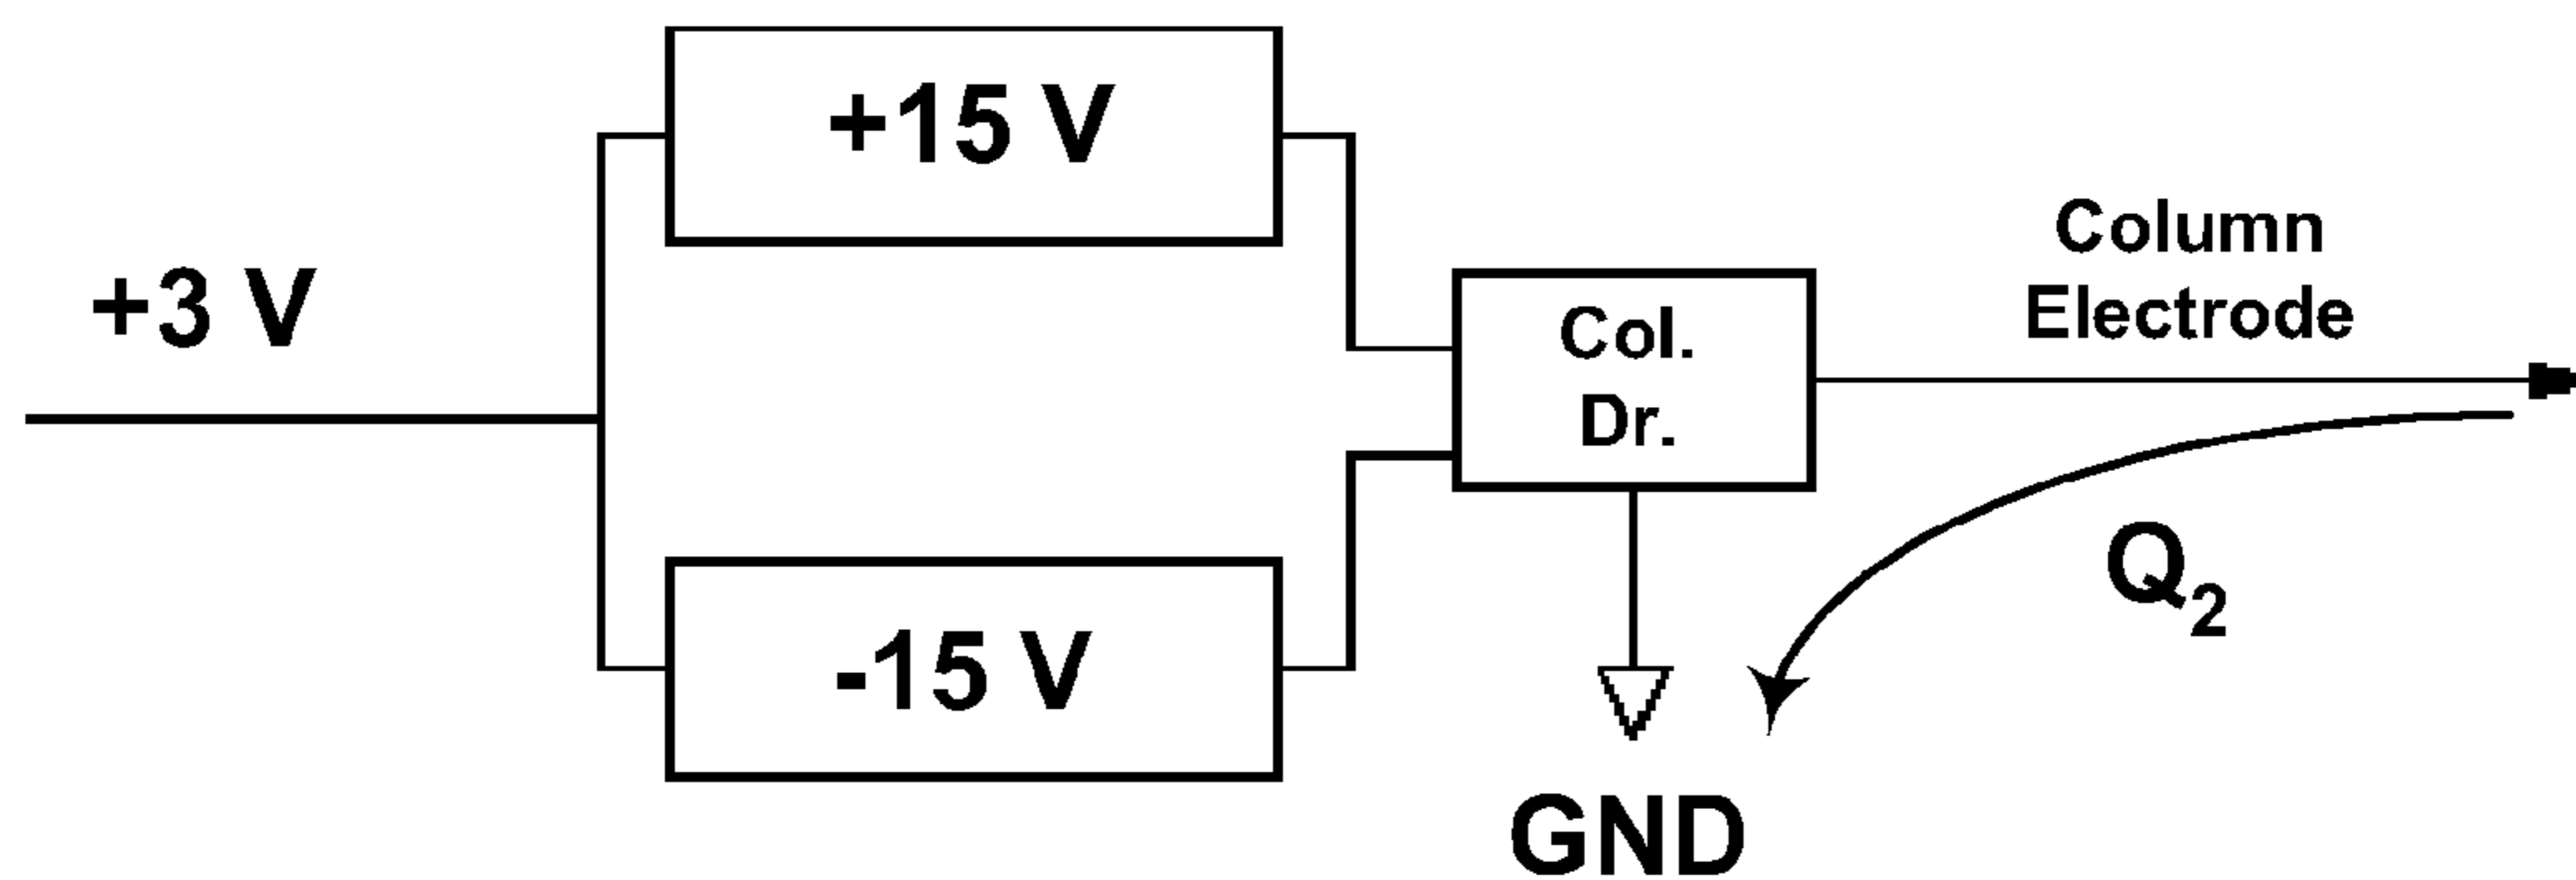 +15 V
+3 V
Column
Electrode
Col.
Dr.
Q2
-15 V
GND